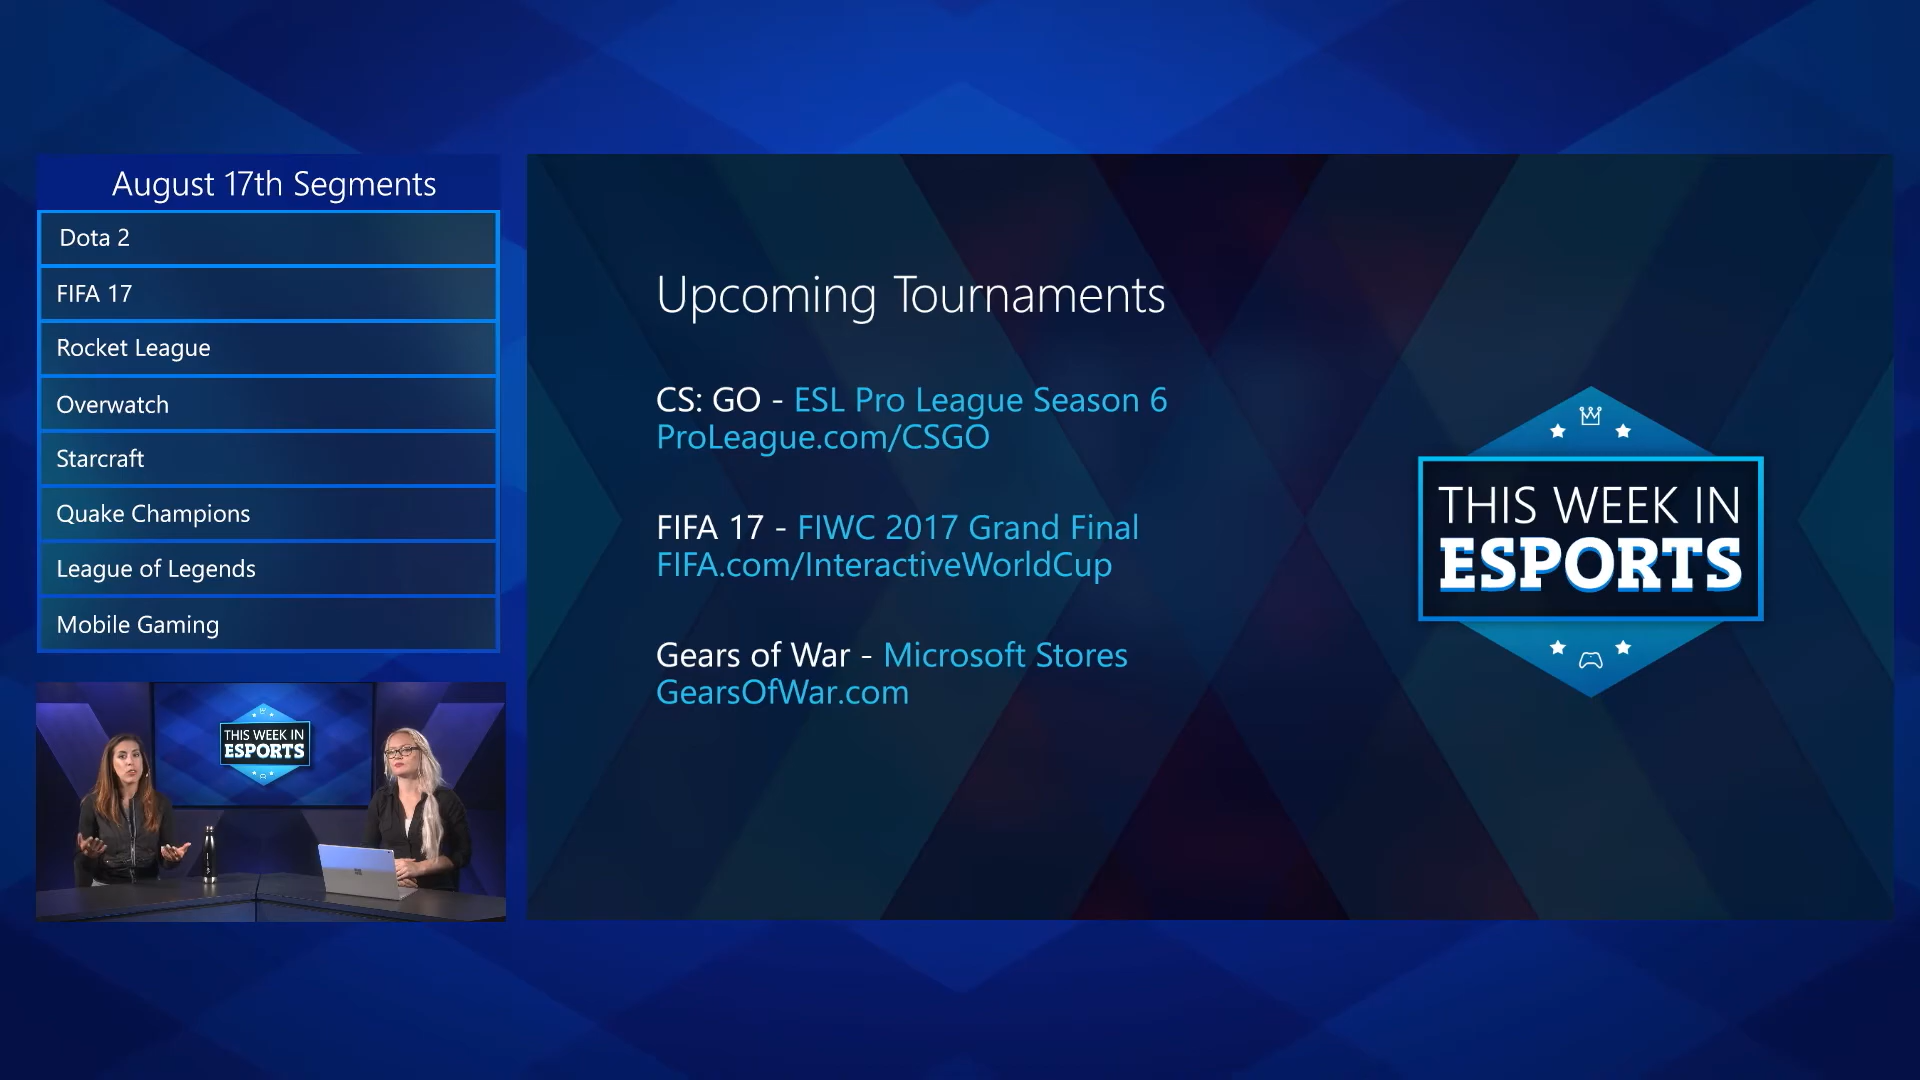 August 17th Segments
Dota 2
FIFA 17
Rocket League
Overwatch
Starcraft
Quake Champions
League of Legends
Mobile Gaming
Upcoming Tournaments
CS: GO - ESL Pro League Season 6
ProLeague.com/CSGO
FIFA 17 - FIWC 2017 Grand Final
FIFA.com/InteractiveWorldCup
Gears of War - Microsoft Stores
GearsOfWar.com
THIS WEEK IN
ESPORTS
THIS WEEK IN
ESPORTS